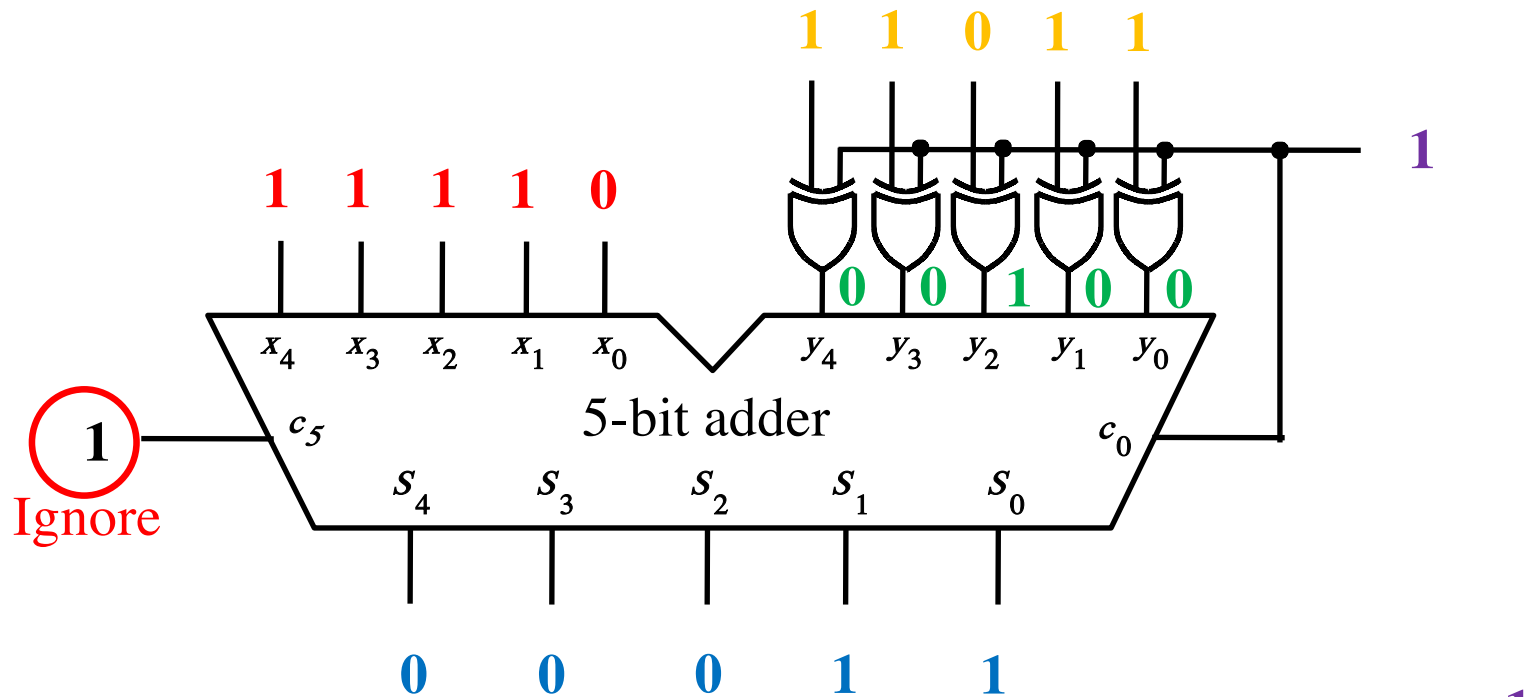 1 1 0 1 1
1
1 1 1 1 0
0 0 1 0 0
x4 x3 x2 x1 x0 y4 y3 y2 y1 y0
5-bit adder
1 c5 c0
S4 S3 S2 S1 S0
Ignore
0 0 0 1 1